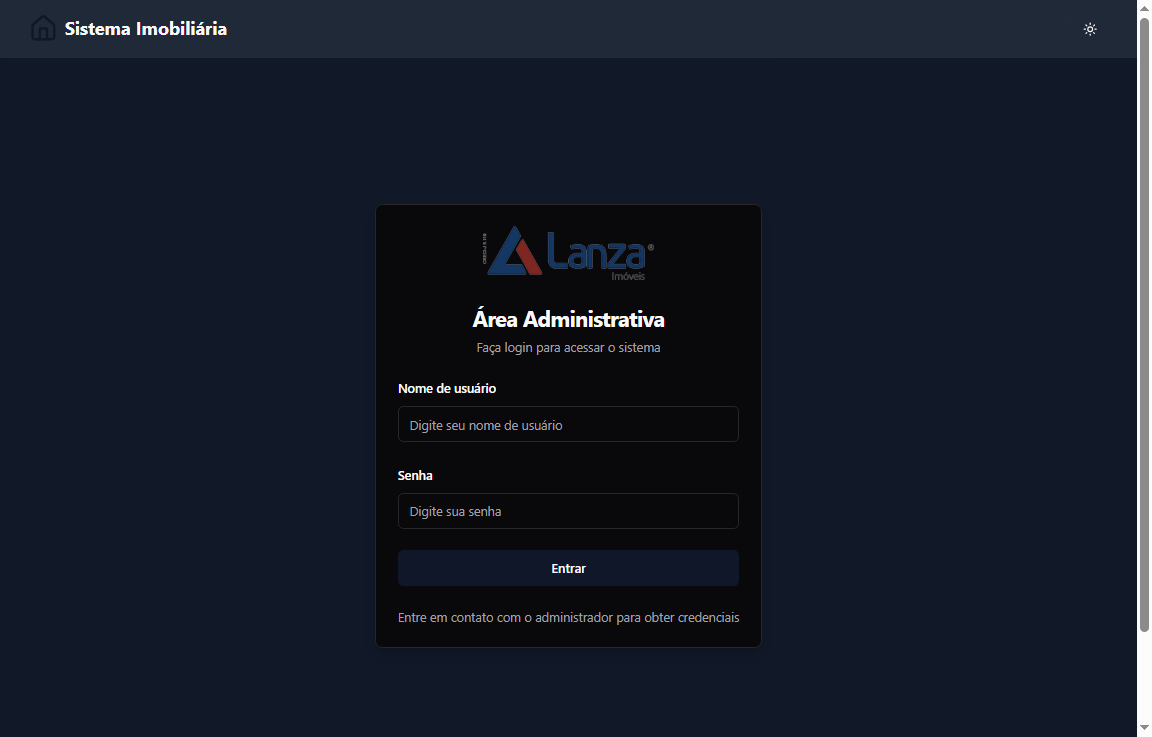 Sistema Imobiliária
Lanza®
Imóveis
Área Administrativa
Faça login para acessar o sistema
Nome de usuário
Digite seu nome de usuário
Senha
Digite sua senha
Entrar
Entre em contato com o administrador para obter credenciais